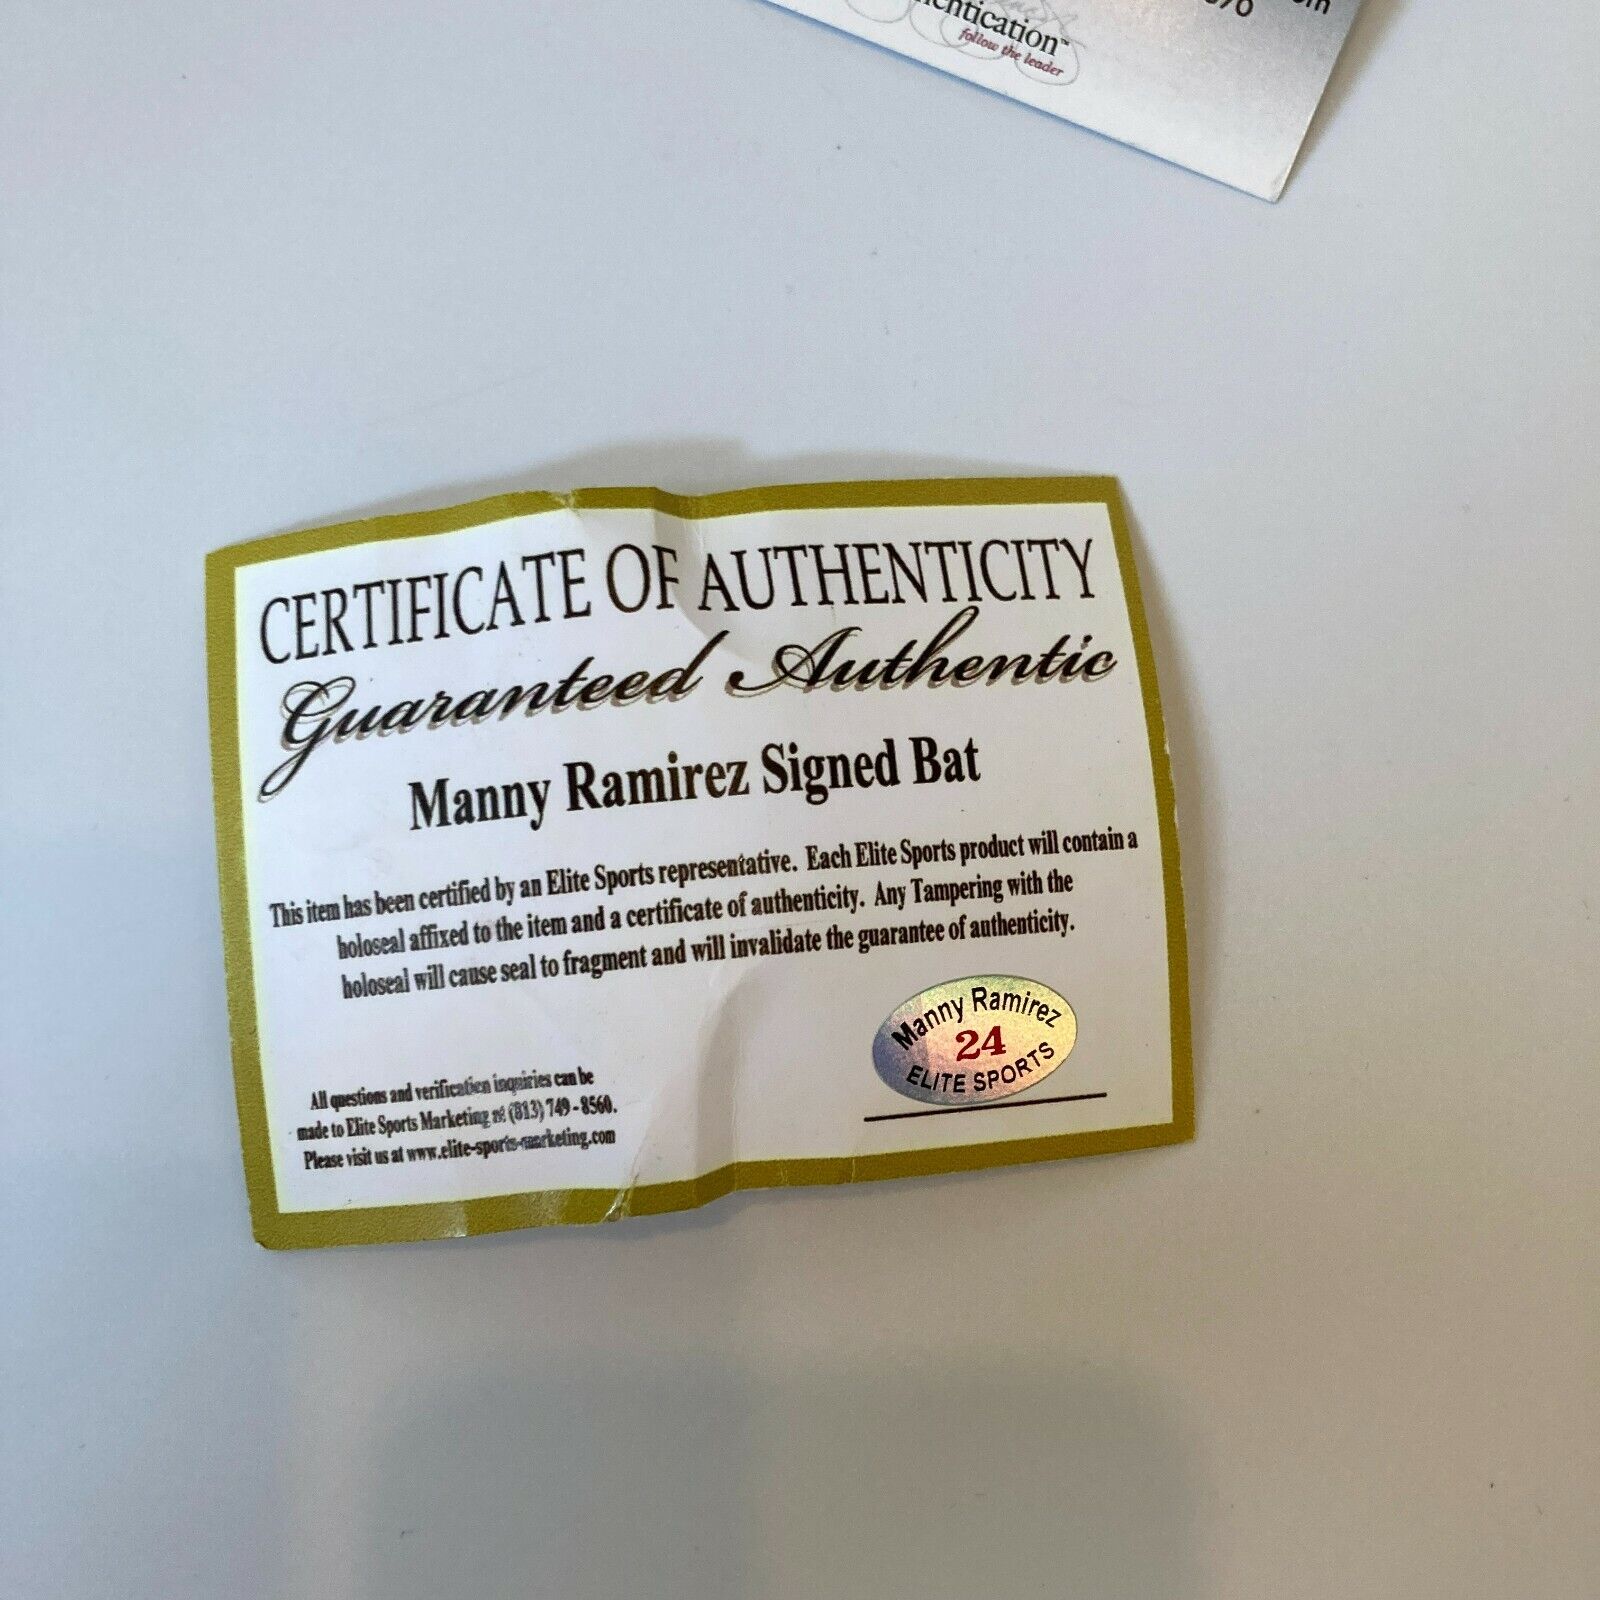 follow the leader
CERTIFICATE OF AUTHENTICITY
Guaranteed Authentic
Manny Ramirez Signed Bat
This item has been certified by an Elite Sports representative. Each Elite Sports product will contain a
holoseal affixed to the item and a certificate of authenticity. Any Tampering with the
holoseal will cause seal to fragment and will invalidate the guarantee of authenticity.
Manny Ramirez
24
ELITE SPORTS
All questions and verification inquiries can be
made to Elite Sports Marketing at (813) 749-8560.
Please visit us at www.elite-sports-marketing.com